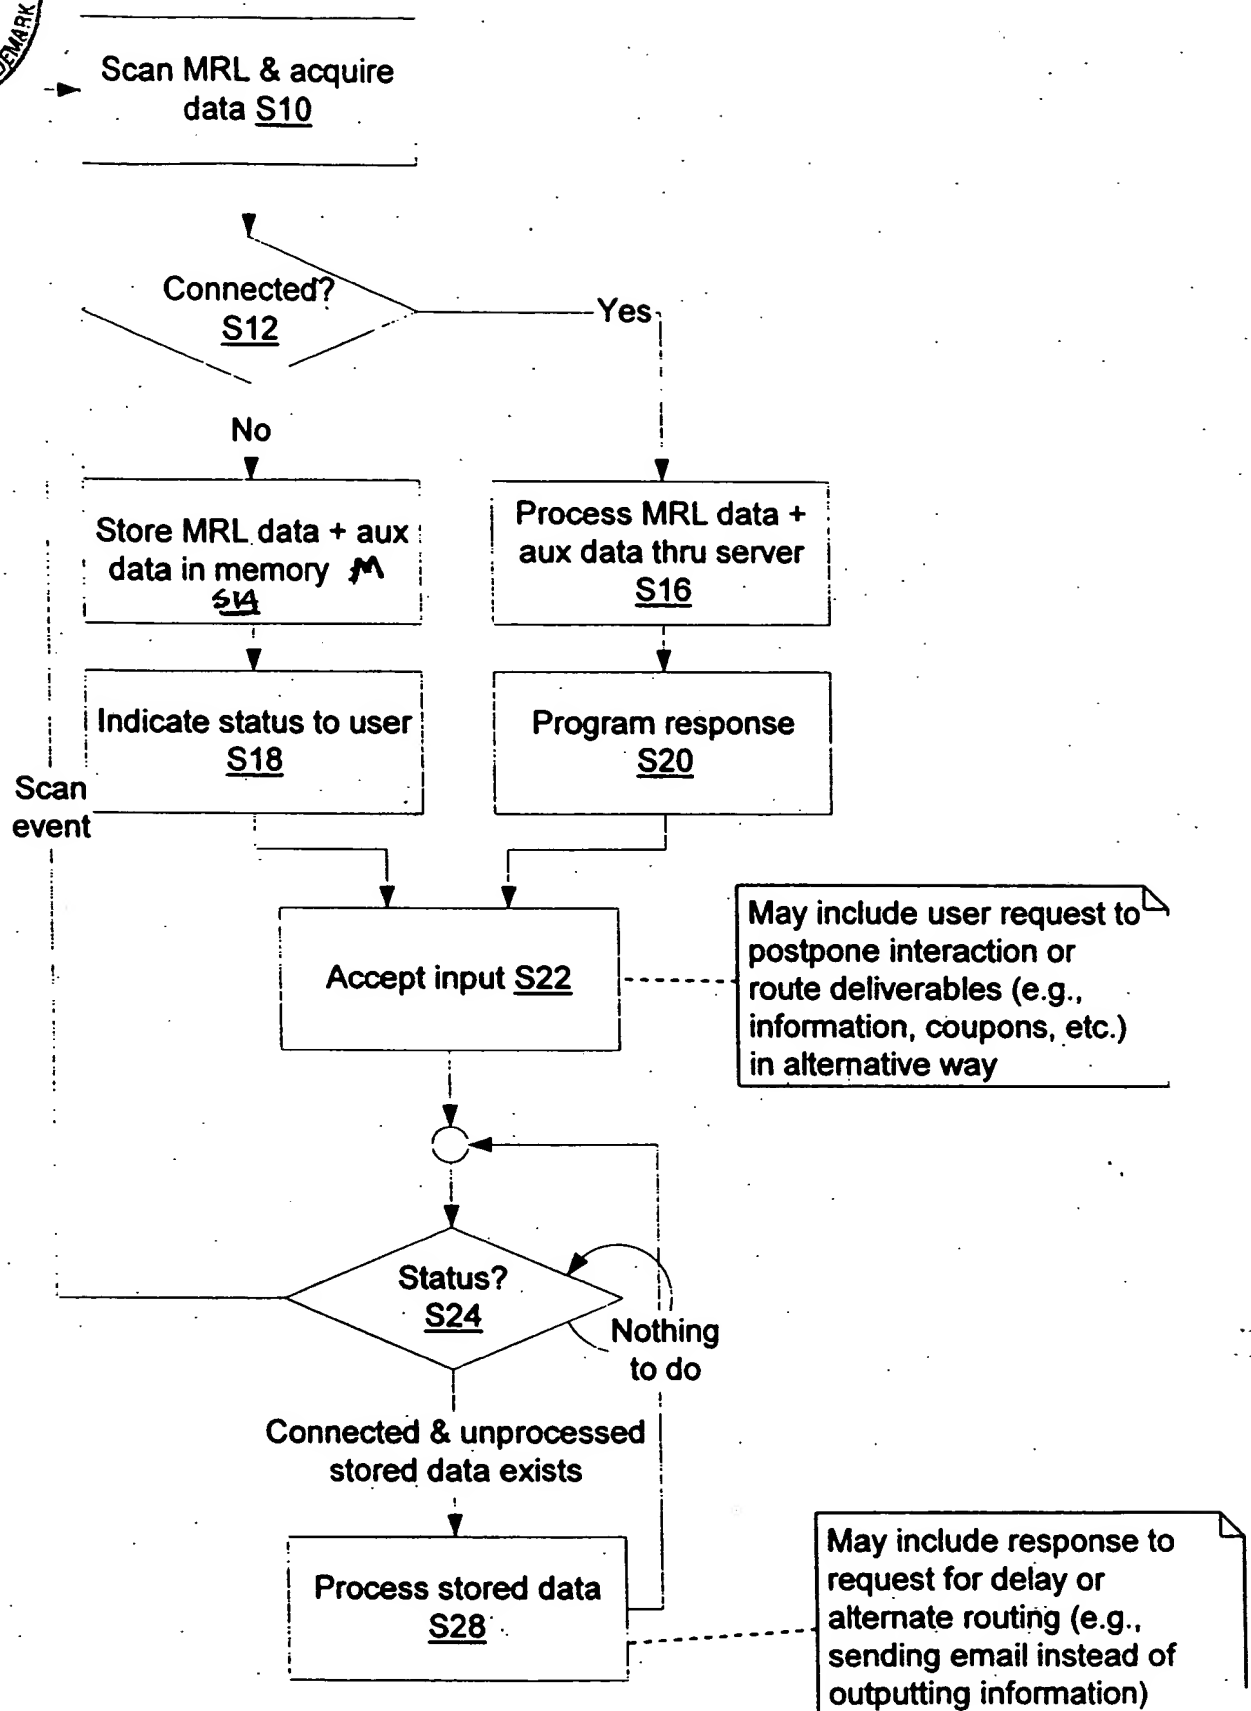 DEMARK
Scan MRL & acquire
data S10
Connected?
S12
Yes
No
Store MRL data + aux
data in memory M
S14
Process MRL data +
aux data thru server
S16
Indicate status to user
S18
Program response
S20
Scan
event
Accept input S22
May include user request to
postpone interaction or
route deliverables (e.g.,
information, coupons, etc.)
in alternative way
Status?
S24
Nothing
to do
Connected & unprocessed
stored data exists
Process stored data
S28
May include response to
request for delay or
alternate routing (e.g.,
sending email instead of
outputting information)